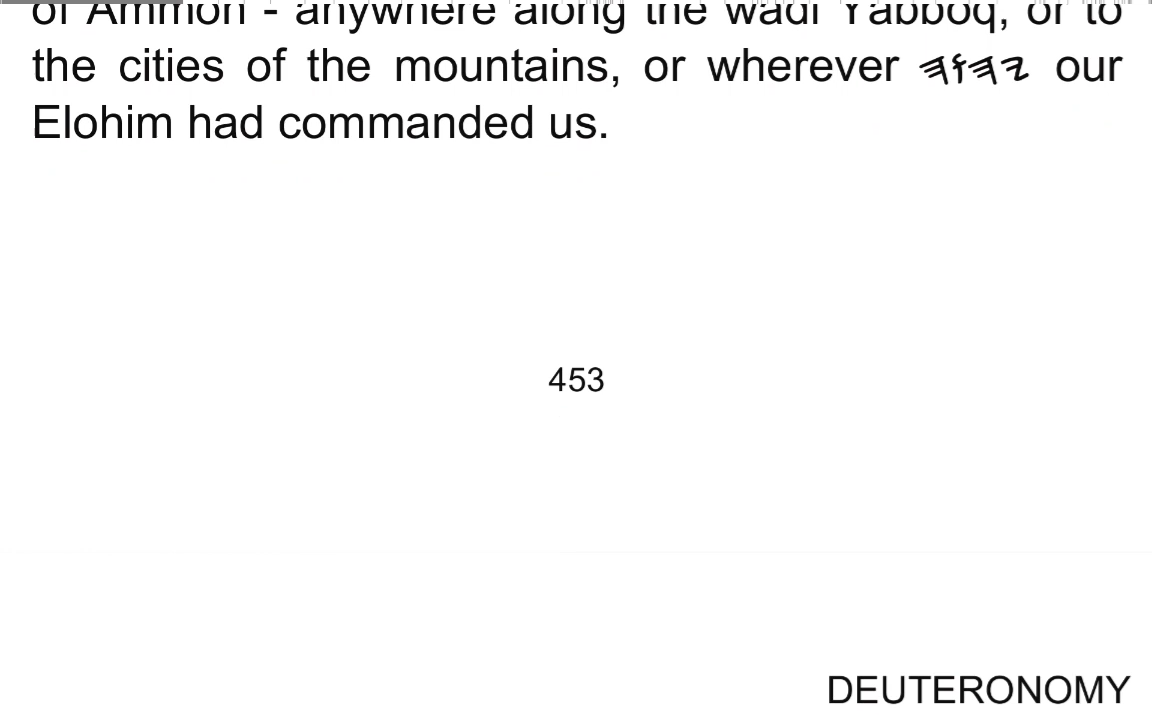 of Ammon - anywhere along the wadi Yabboq, or to
the cities of the mountains, or wherever 𐤉𐤄𐤅𐤄 our
Elohim had commanded us.
453
DEUTERONOMY